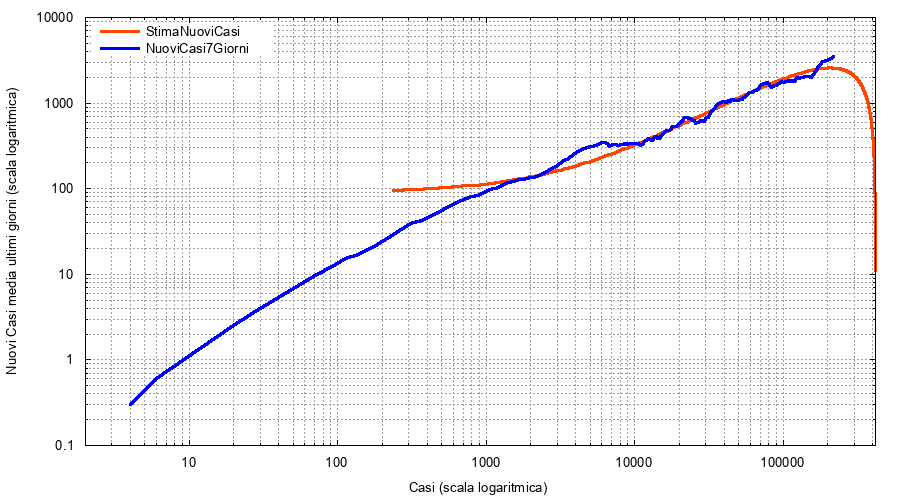 StimaNuoviCasi
NuoviCasi7Giorni
Nuovi Casi media ultimi giorni (scala logaritmica)
10000
1000
100
10
1
0.1
10 100 1000 10000 100000
Casi (scala logaritmica)